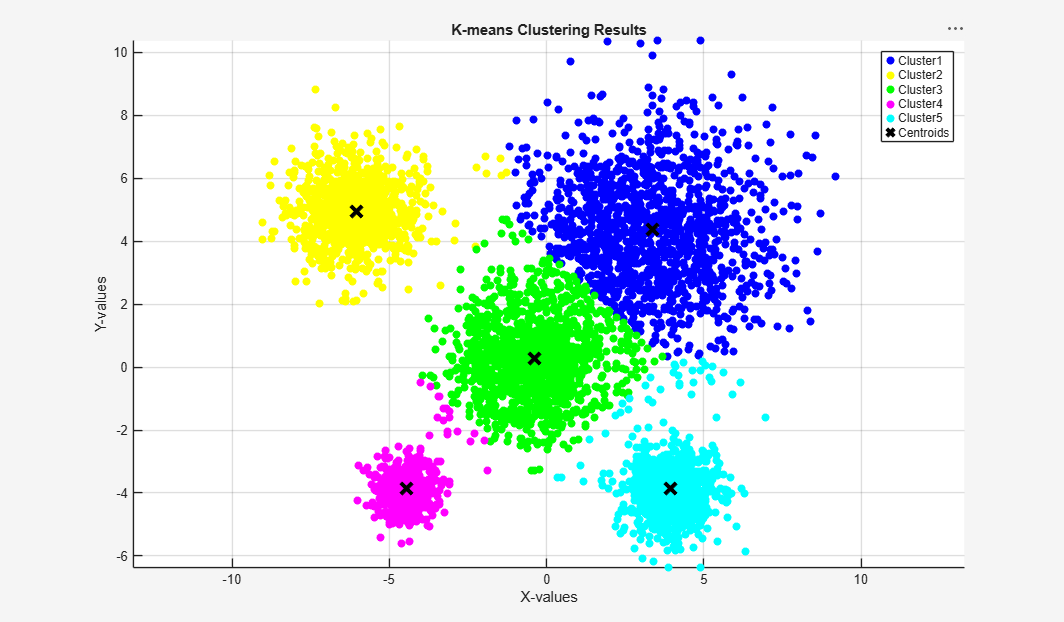 K-means Clustering Results
Cluster1
Cluster2
Cluster3
Cluster4
Cluster5
Centroids
Y-values
10
8
6
4
2
0
-2
-4
-6
-10
-5
0
5
10
X-values